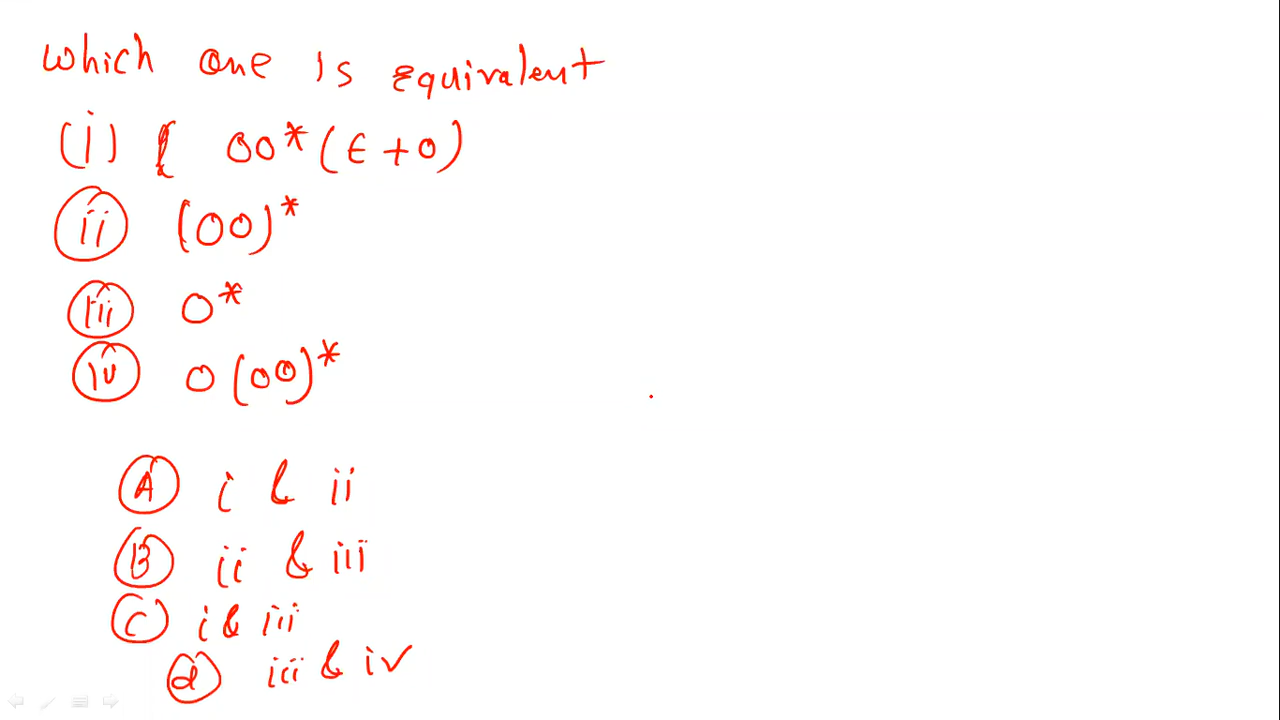 Which one is equivalent
(i) 00*(ε+0)
(ii) (00)*
(iii) 0*
(iv) 0(00)*
(A) i & ii
(B) ii & iii
(C) i & iii
(d) iii & iv